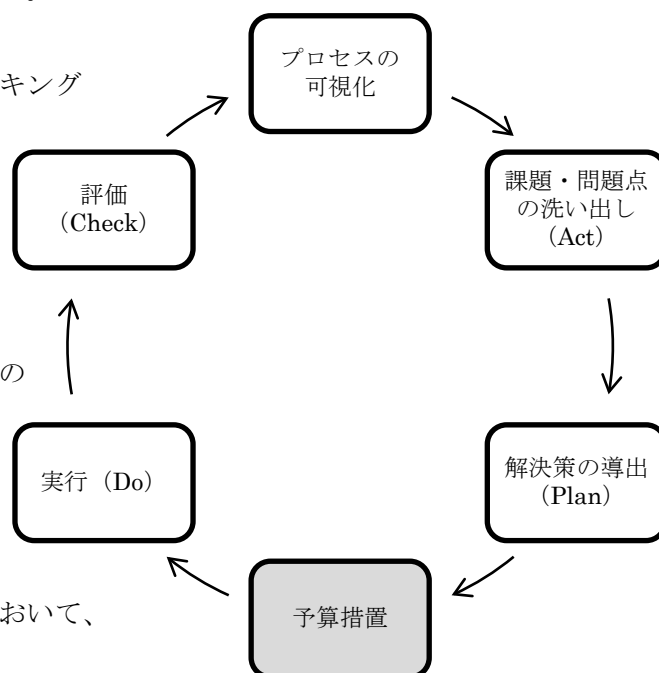 プロセスの
可視化
キング
評価
（Check）
課題・問題点
の洗い出し
（Act）
の
実行（Do）
解決策の導出
（Plan）
予算措置
おいて、